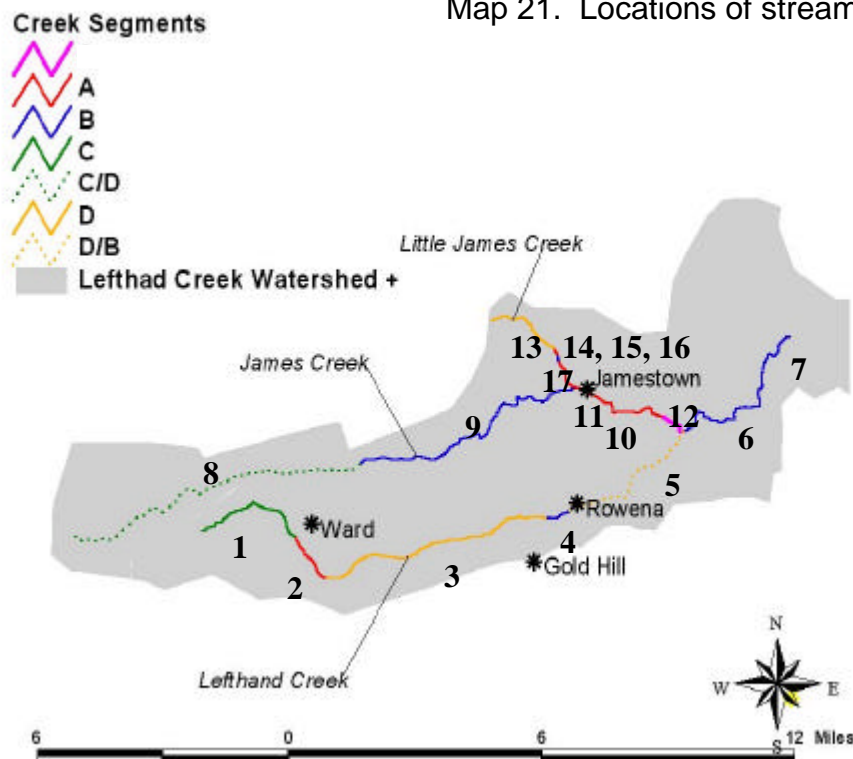 Map 21. Locations of stream
Creek Segments
A
B
C
C/D
D
D/B
Lefthad Creek Watershed +
Little James Creek
13 14, 15, 16
James Creek
17 Jamestown
7
11 12
9 10 6
8
5
Rowena
Ward
1 4
Gold Hill
3
2
Lefthand Creek
N
W E
S
6 0 6 12 Miles